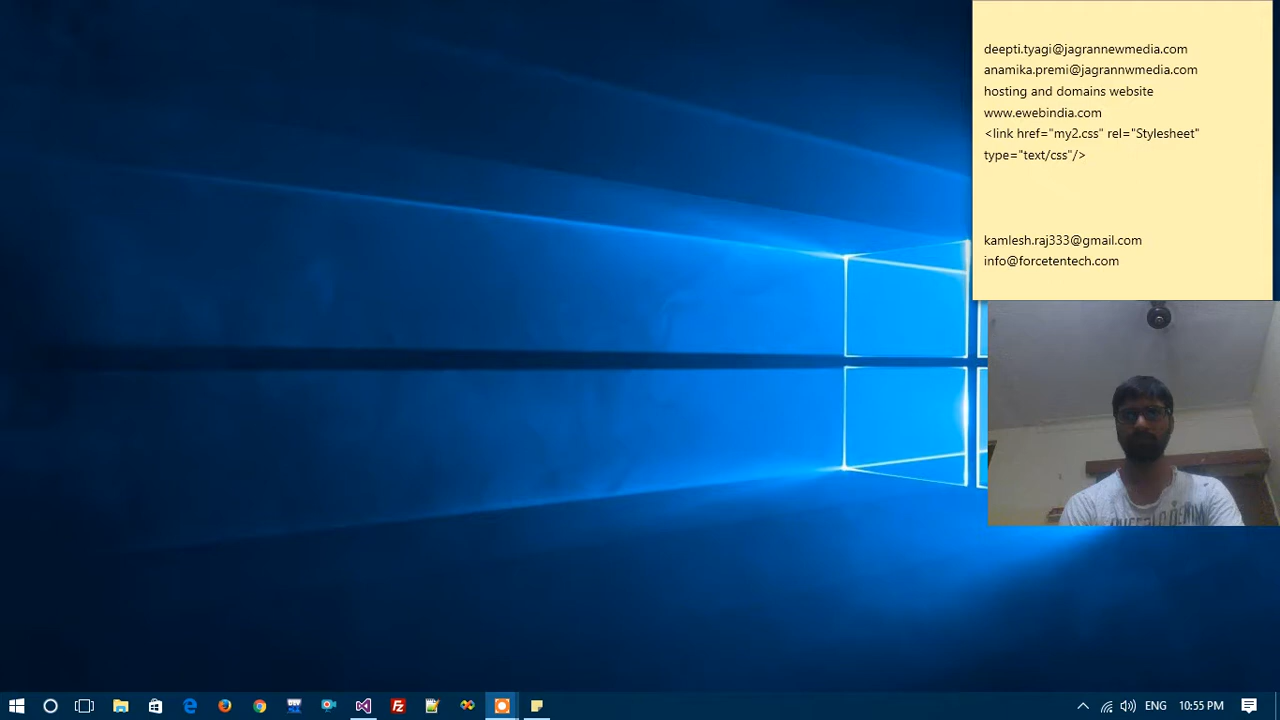 deepti.tyagi@jagrannewmedia.com
anamika.premi@jagrannwmedia.com
hosting and domains website
www.ewebindia.com
<link href="my2.css" rel="Stylesheet"
type="text/css"/>
kamlesh.raj333@gmail.com
info@forcetentech.com
ENG
10:55 PM